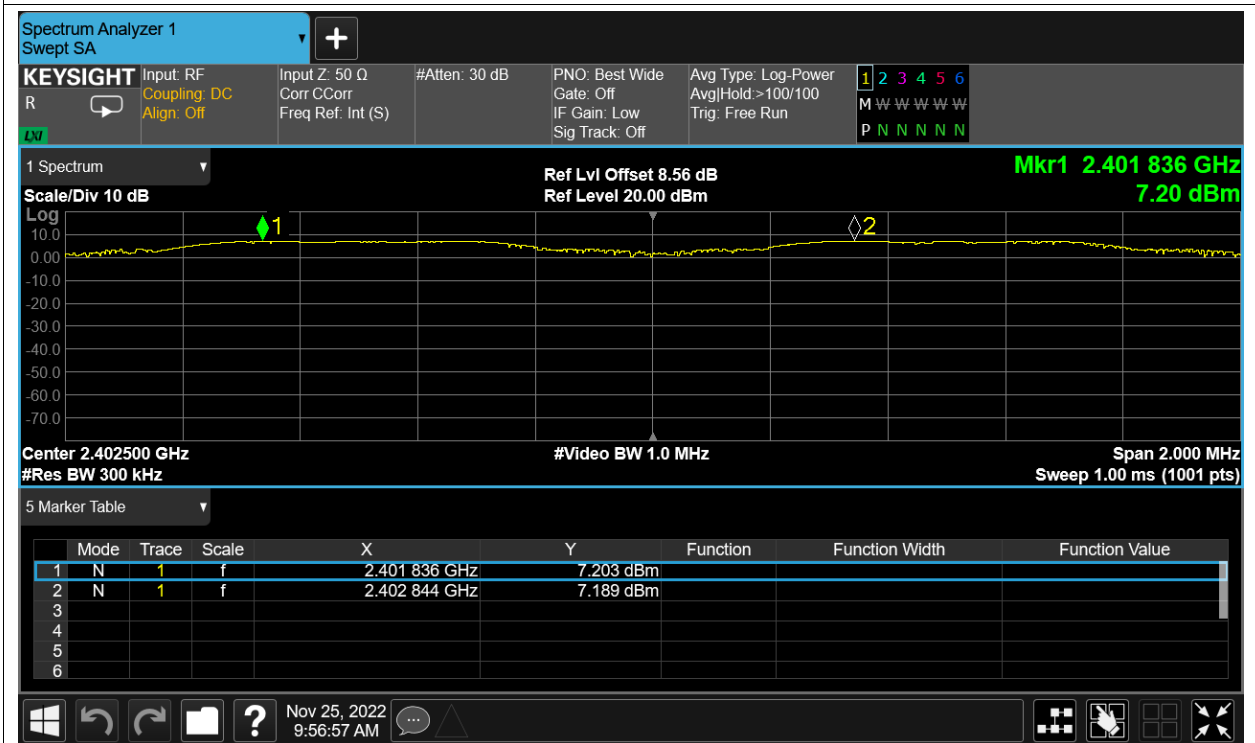 Spectrum Analyzer 1
Swept SA
KEYSIGHT
R
LXI
Input: RF
Coupling: DC
Align: Off
Input Z: 50 Ω
Corr CCorr
Freq Ref: Int (S)
#Atten: 30 dB
PNO: Best Wide
Gate: Off
IF Gain: Low
Sig Track: Off
Avg Type: Log-Power
Avg|Hold:>100/100
Trig: Free Run
1 2 3 4 5 6
M W W W W W
P N N N N N
1 Spectrum
Scale/Div 10 dB
Ref Lvl Offset 8.56 dB
Ref Level 20.00 dBm
Mkr1 2.401 836 GHz
7.20 dBm
Log
1
2
10.0
0.00
-10.0
-20.0
-30.0
-40.0
-50.0
-60.0
-70.0
Center 2.402500 GHz
#Video BW 1.0 MHz
Span 2.000 MHz
#Res BW 300 kHz
Sweep 1.00 ms (1001 pts)
5 Marker Table
Mode Trace Scale X Y Function Function Width Function Value
1 N 1 f 2.401 836 GHz 7.203 dBm
2 N 1 f 2.402 844 GHz 7.189 dBm
3
4
5
6
?
Nov 25, 2022
9:56:57 AM